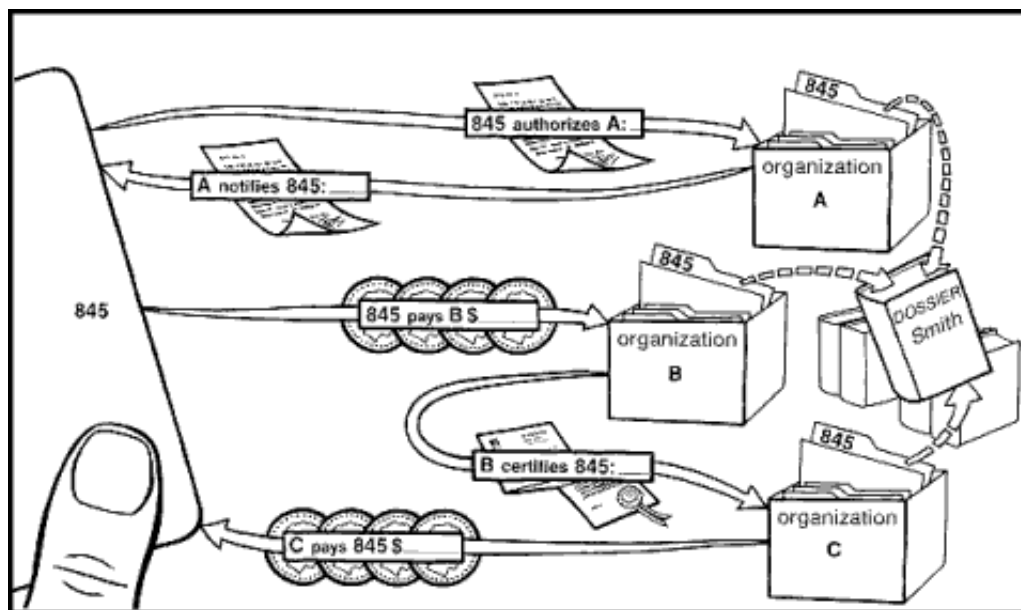 845
845 authorizes A:
organization
A
A notifies 845:
845
845
845 pays B $
organization
B
DOSSIER
Smith
B certifies 845:
845
organization
C
C pays 845 $